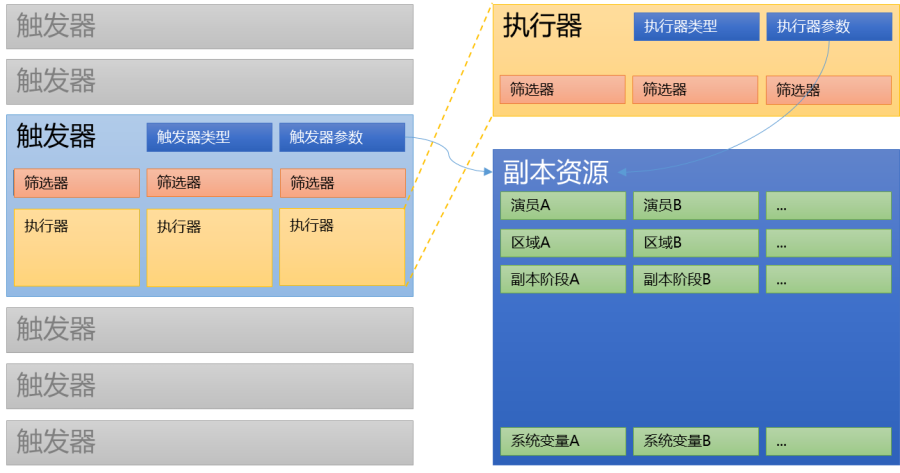 触发器
触发器
触发器 触发器类型 触发器参数
筛选器 筛选器 筛选器
执行器 执行器 执行器
触发器
触发器
触发器
执行器 执行器类型 执行器参数
筛选器 筛选器 筛选器
副本资源
演员A 演员B ...
区域A 区域B ...
副本阶段A 副本阶段B ...
系统变量A 系统变量B ...